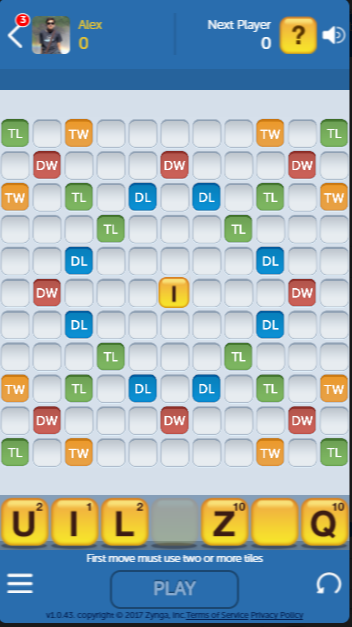 3
Alex Next Player
0 0 ?
TL TW TW TL
DW DW DW
TW TL DL DL TL TW
TL TL
DL DL
DW I DW
DL DL
TL TL
TW TL DL DL TL TW
DW DW DW
TL TW TW TL
U2 I1 L2 Z10 Q10
First move must use two or more tiles
PLAY
v1.0.43, copyright © 2017 Zynga, Inc. Terms of Service Privacy Policy